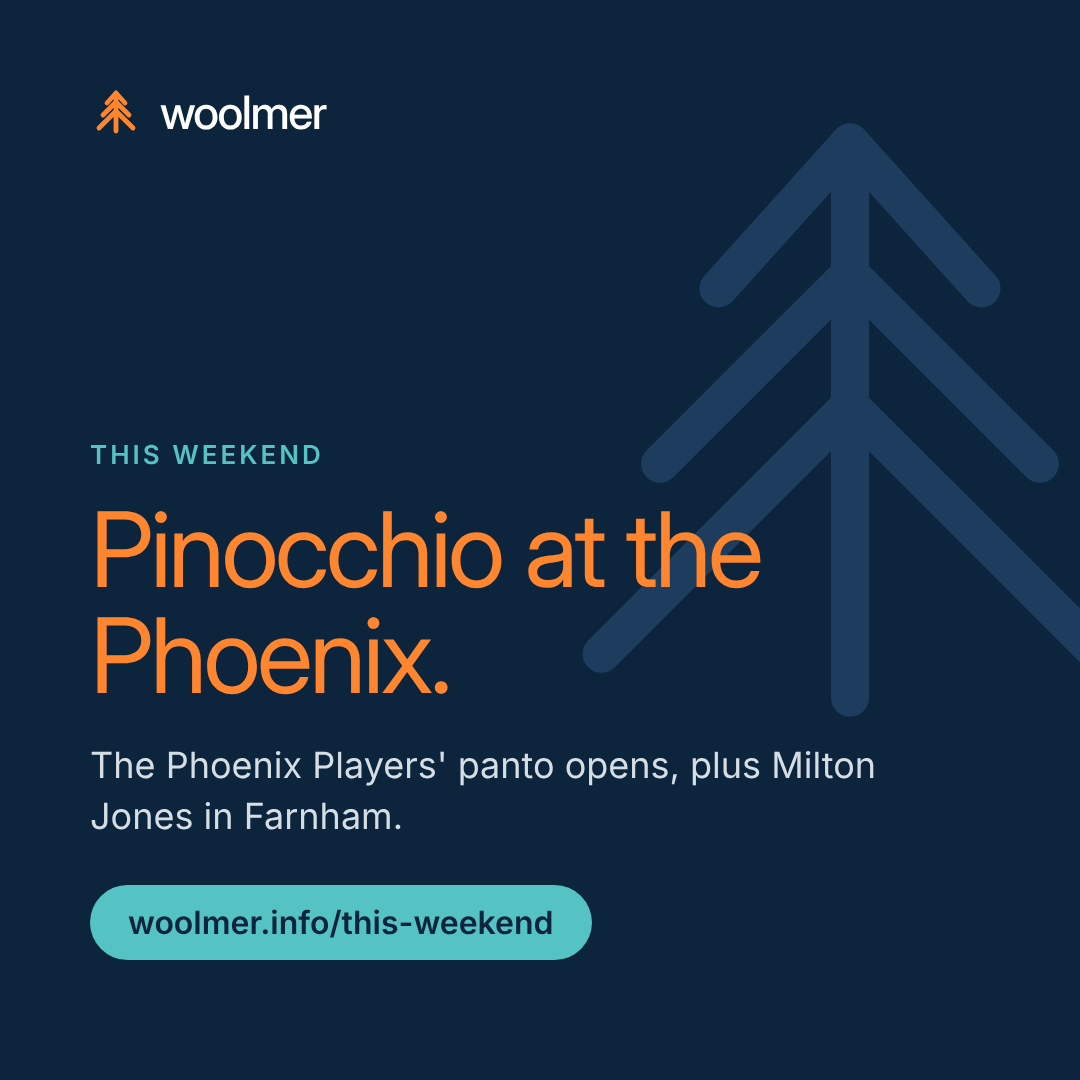 woolmer
THIS WEEKEND
Pinocchio at the
Phoenix.
The Phoenix Players' panto opens, plus Milton
Jones in Farnham.
woolmer.info/this-weekend